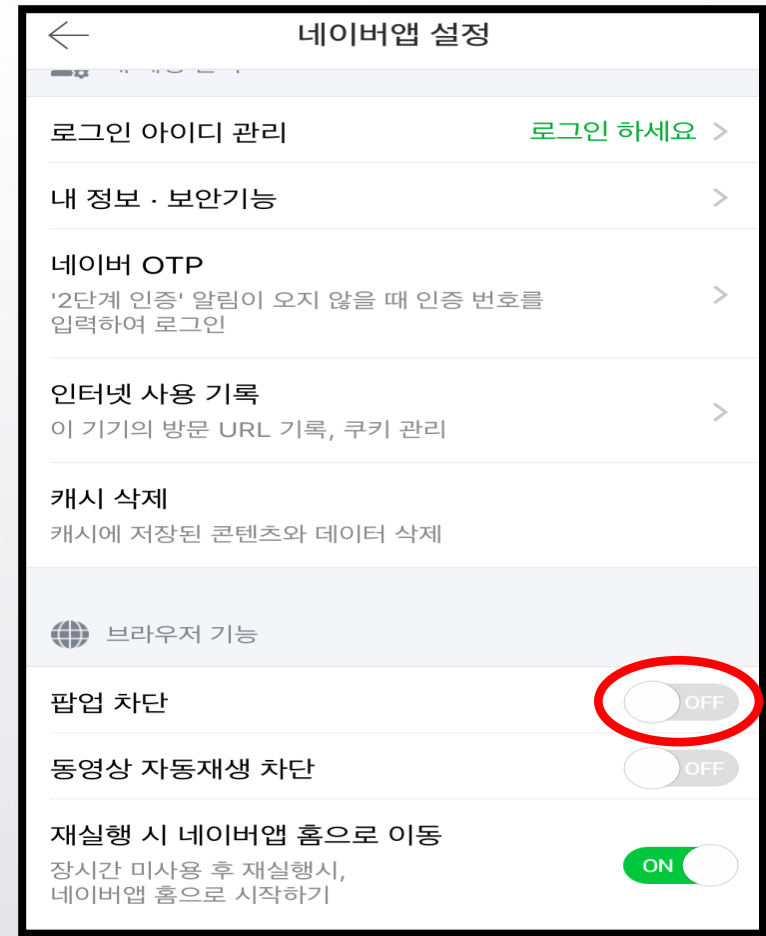 네이버앱 설정
로그인 아이디 관리 로그인 하세요
내 정보 · 보안기능
네이버 OTP
'2단계 인증' 알림이 오지 않을 때 인증 번호를
입력하여 로그인
인터넷 사용 기록
이 기기의 방문 URL 기록, 쿠키 관리
캐시 삭제
캐시에 저장된 콘텐츠와 데이터 삭제
브라우저 기능
팝업 차단 OFF
동영상 자동재생 차단 OFF
재실행 시 네이버앱 홈으로 이동
장시간 미사용 후 재실행시, ON
네이버앱 홈으로 시작하기